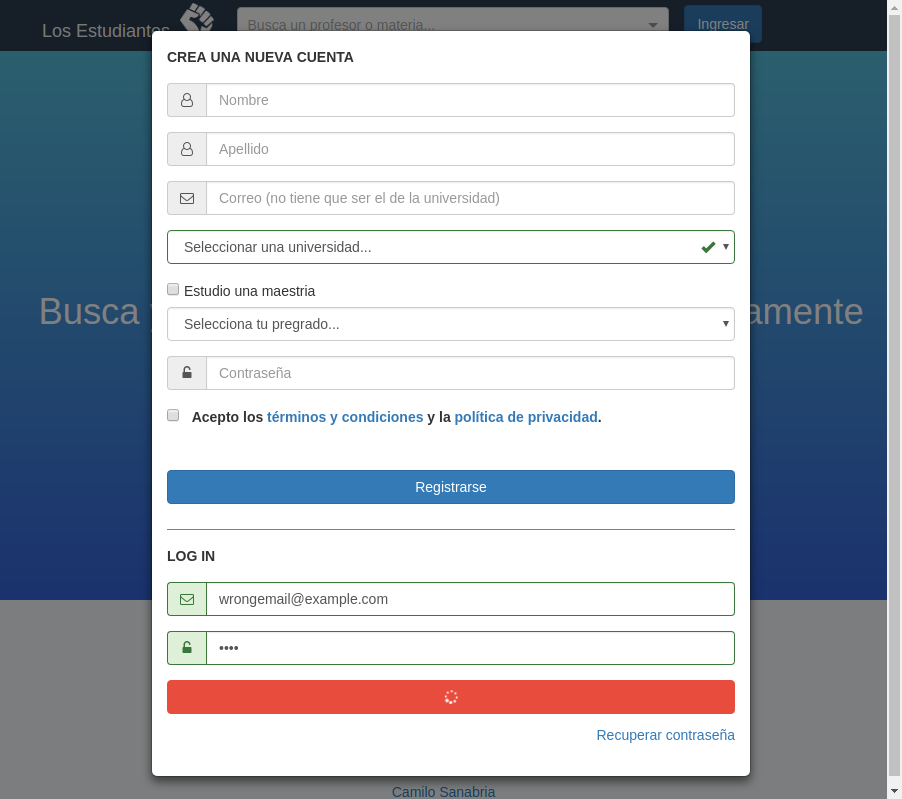 Los Estudiantes
Busca un profesor o materia...
Ingresar
CREA UNA NUEVA CUENTA
Nombre
Apellido
Correo (no tiene que ser el de la universidad)
Seleccionar una universidad...
Estudio una maestria
Busca
amente
Selecciona tu pregrado...
Contraseña
Acepto los términos y condiciones y la política de privacidad.
Registrarse
LOG IN
wrongemail@example.com
••••
Recuperar contraseña
Camilo Sanabria